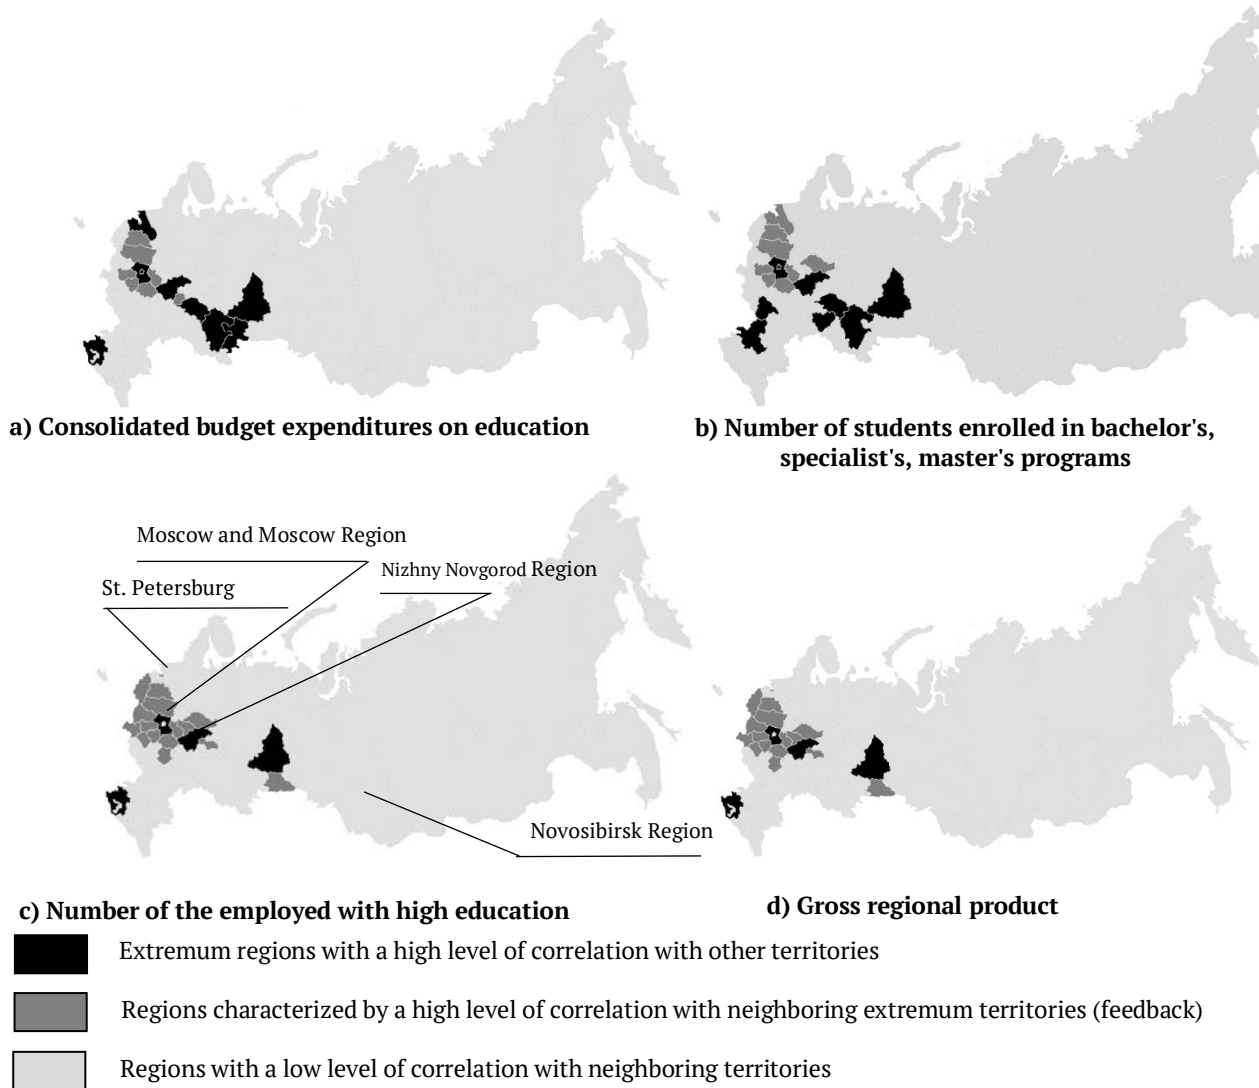 a) Consolidated budget expenditures on education
b) Number of students enrolled in bachelor's,
specialist's, master's programs
Moscow and Moscow Region
Nizhny Novgorod Region
St. Petersburg
Novosibirsk Region
c) Number of the employed with high education
d) Gross regional product
Extremum regions with a high level of correlation with other territories
Regions characterized by a high level of correlation with neighboring extremum territories (feedback)
Regions with a low level of correlation with neighboring territories